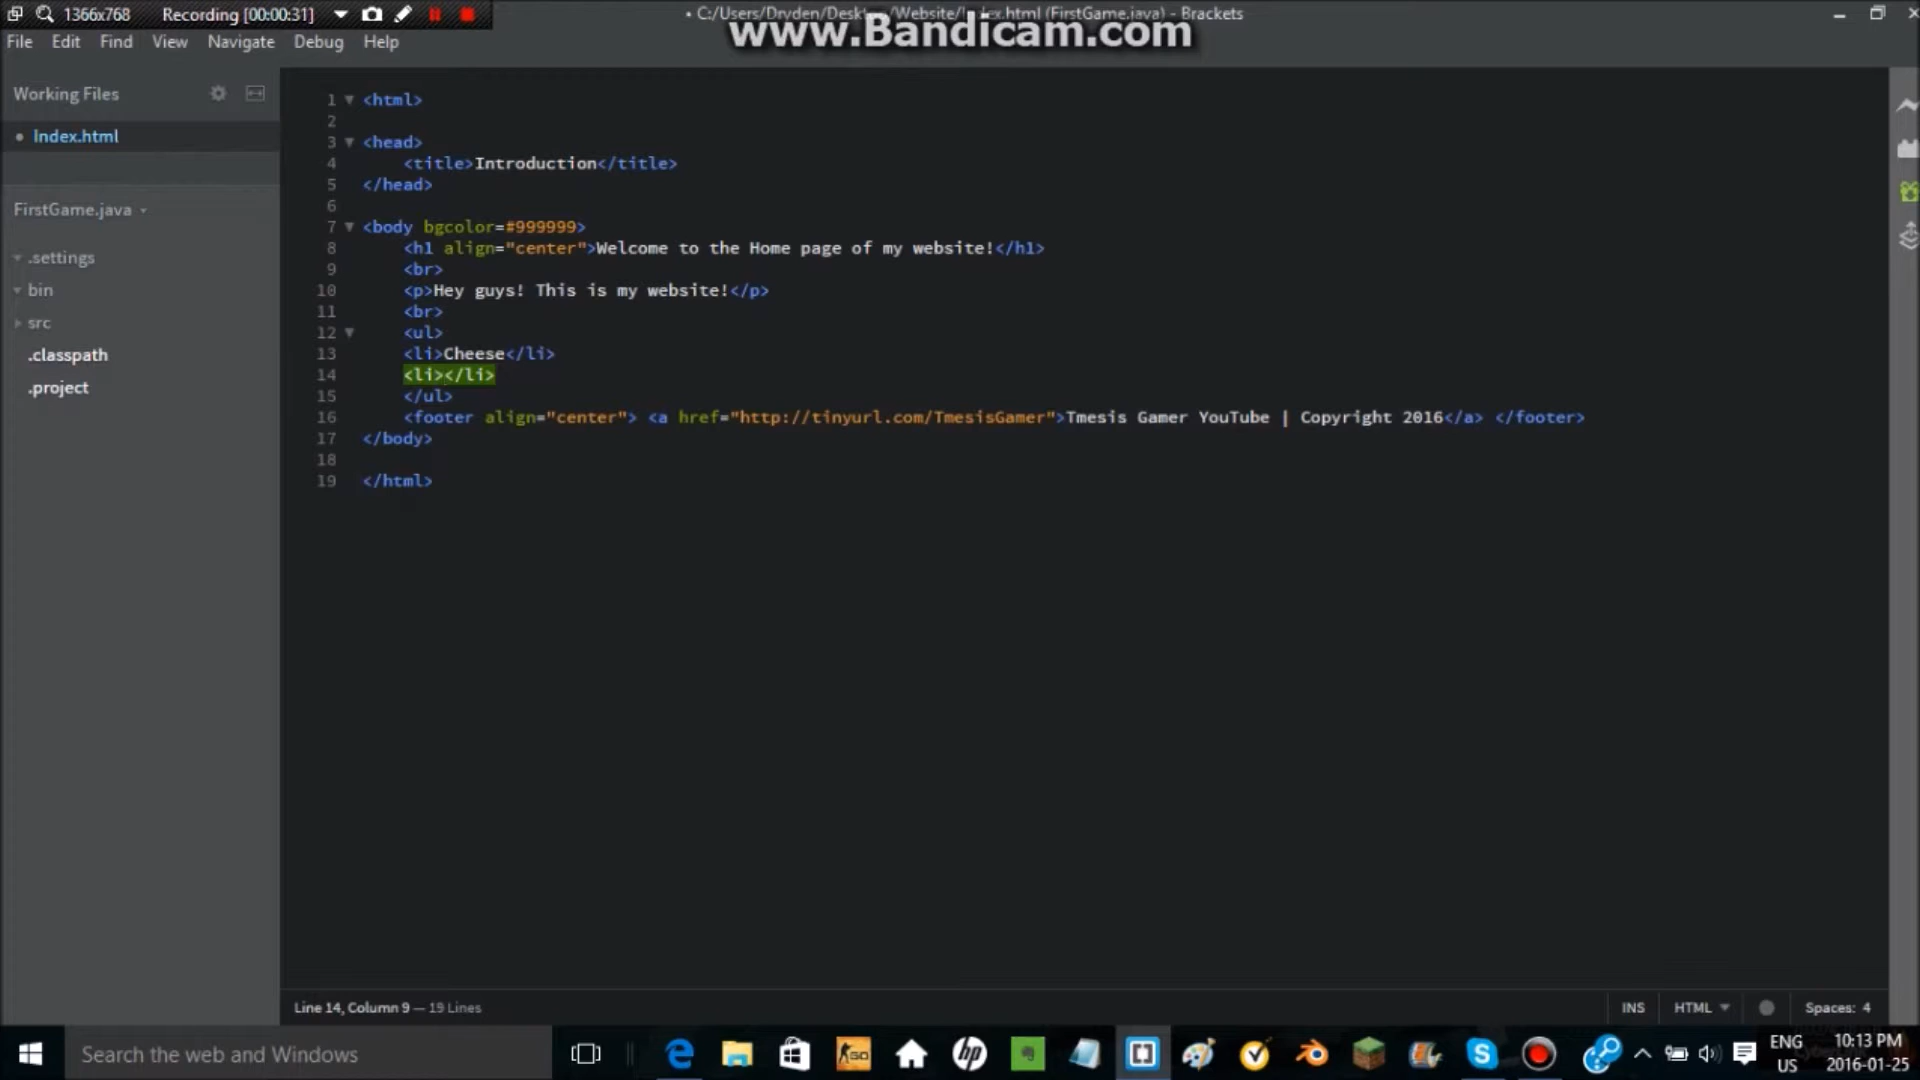 1366x768 Recording [00:00:31]
• C:/Users/Dryden/Desktop/Website/Index.html (FirstGame.java) - Brackets
www.Bandicam.com
File Edit Find View Navigate Debug Help
Working Files
Index.html
FirstGame.java
.settings
bin
src
.classpath
.project
1 <html>
2
3 <head>
4 <title>Introduction</title>
5 </head>
6
7 <body bgcolor=#999999>
8 <h1 align="center">Welcome to the Home page of my website!</h1>
9 <br>
10 <p>Hey guys! This is my website!</p>
11 <br>
12 <ul>
13 <li>Cheese</li>
14 <li></li>
15 </ul>
16 <footer align="center"> <a href="http://tinyurl.com/TmesisGamer">Tmesis Gamer YouTube | Copyright 2016</a> </footer>
17 </body>
18
19 </html>
Line 14, Column 9 — 19 Lines
INS HTML Spaces: 4
Search the web and Windows
GO
hp
ENG
US
10:13 PM
2016-01-25